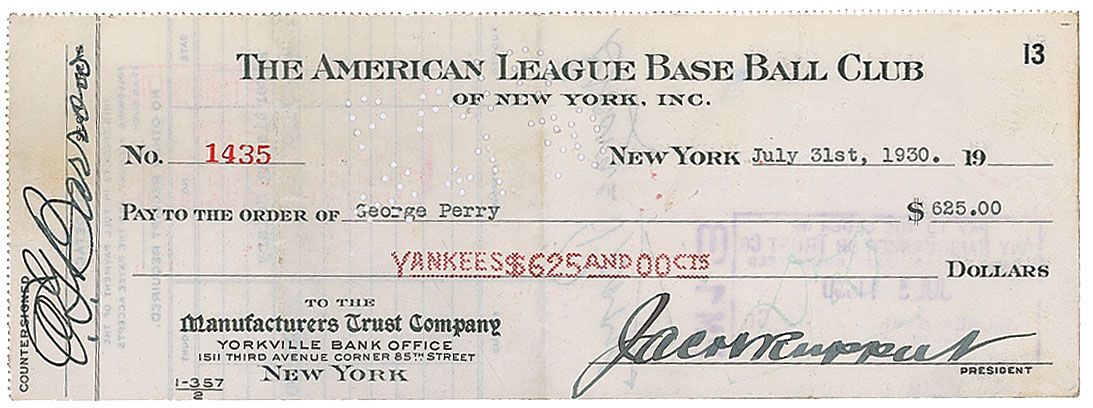 THE AMERICAN LEAGUE BASE BALL CLUB
13
OF NEW YORK, INC.
No. 1435
NEW YORK July 31st, 1930. 19
PAY TO THE ORDER OF George Perry $ 625.00
YANKEES $625 AND 00 CTS DOLLARS
TO THE
Manufacturers Trust Company
YORKVILLE BANK OFFICE
1511 THIRD AVENUE CORNER 85TH STREET
NEW YORK
1-357
2
Jacob Ruppert
PRESIDENT
COUNTERSIGNED